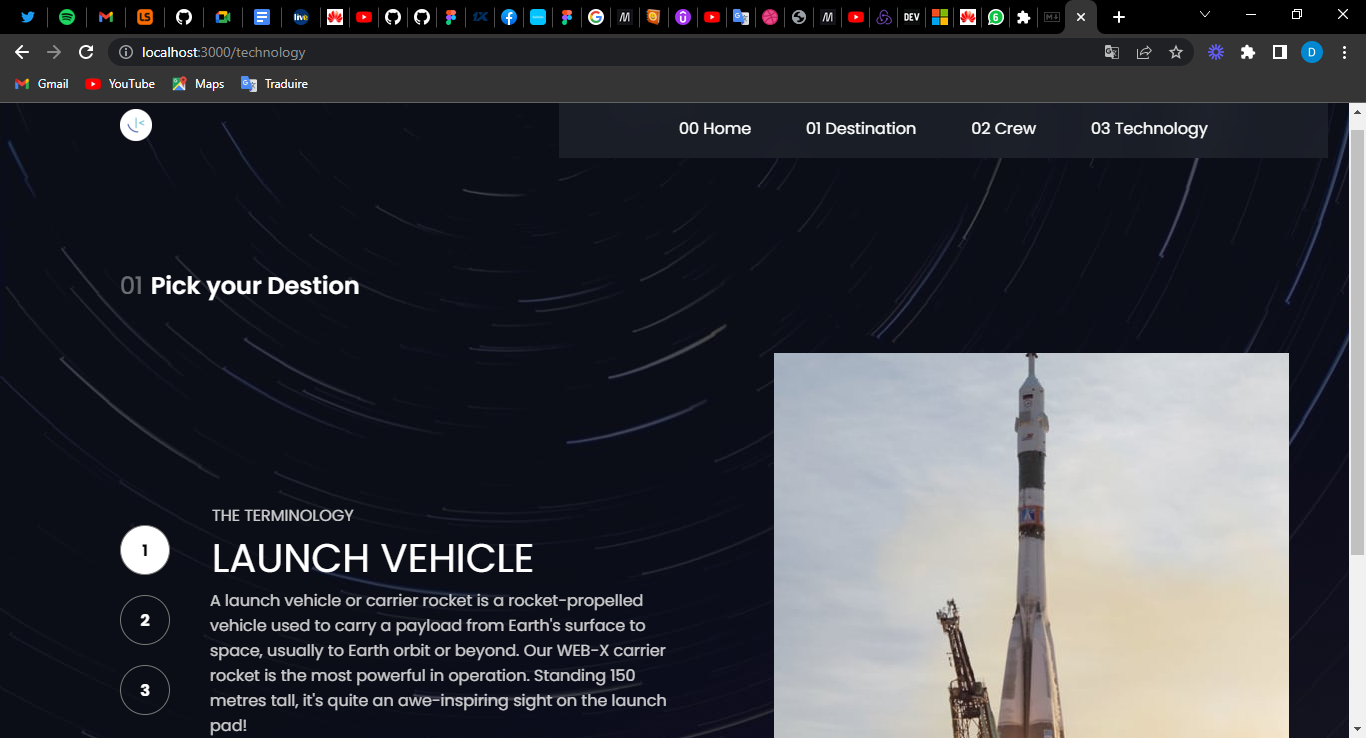 LS
live
M
U
M
DEV
6
localhost:3000/technology
D
Gmail
YouTube
Maps
Traduire
00 Home
01 Destination
02 Crew
03 Technology
01 Pick your Destion
THE TERMINOLOGY
1
LAUNCH VEHICLE
A launch vehicle or carrier rocket is a rocket-propelled
2
vehicle used to carry a payload from Earth's surface to
space, usually to Earth orbit or beyond. Our WEB-X carrier
3
rocket is the most powerful in operation. Standing 150
metres tall, it's quite an awe-inspiring sight on the launch
pad!